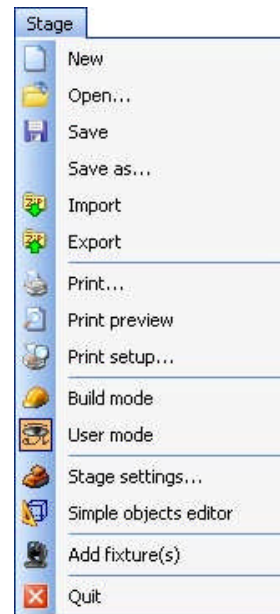 Stage
New
Open...
Save
Save as...
Import
Export
Print...
Print preview
Print setup...
Build mode
User mode
Stage settings...
Simple objects editor
Add fixture(s)
Quit